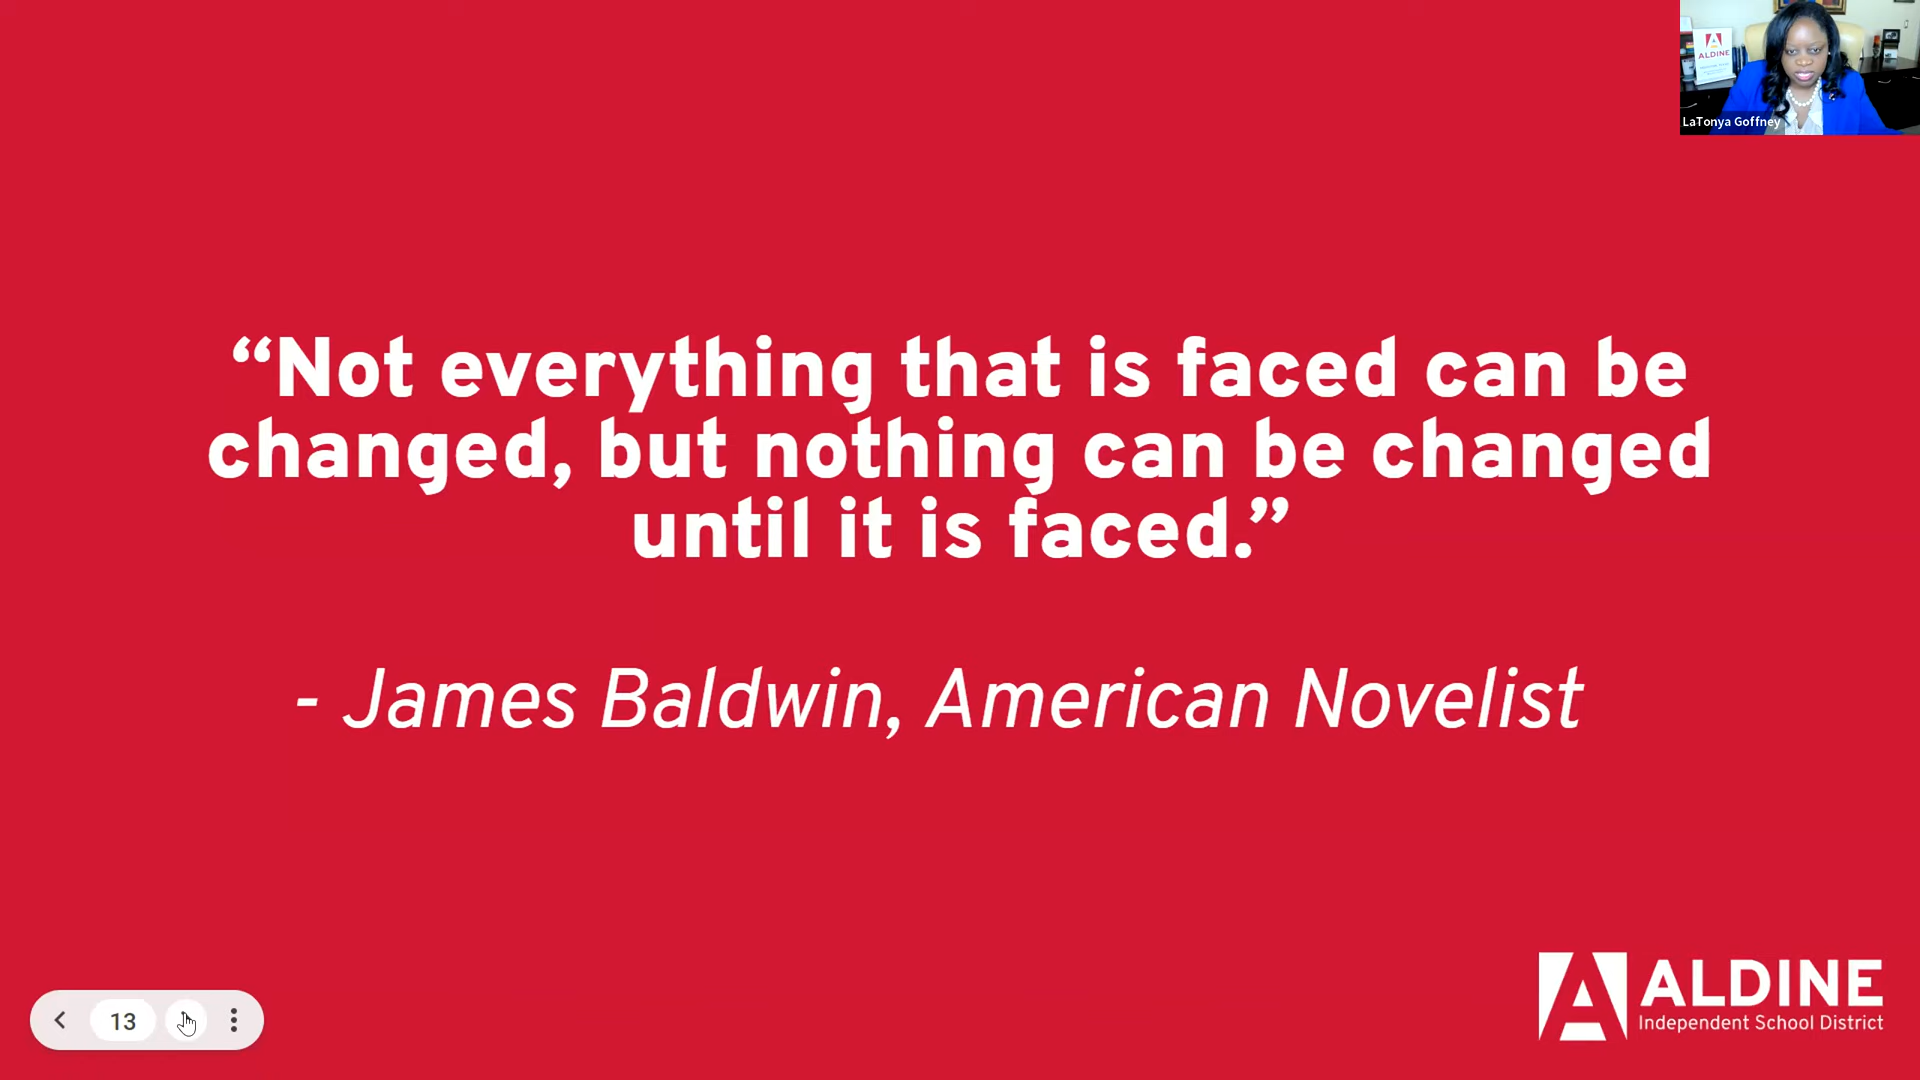 ALDINE
LaTonya Goffney
“Not everything that is faced can be
changed, but nothing can be changed
until it is faced.”
- James Baldwin, American Novelist
13
ALDINE
Independent School District